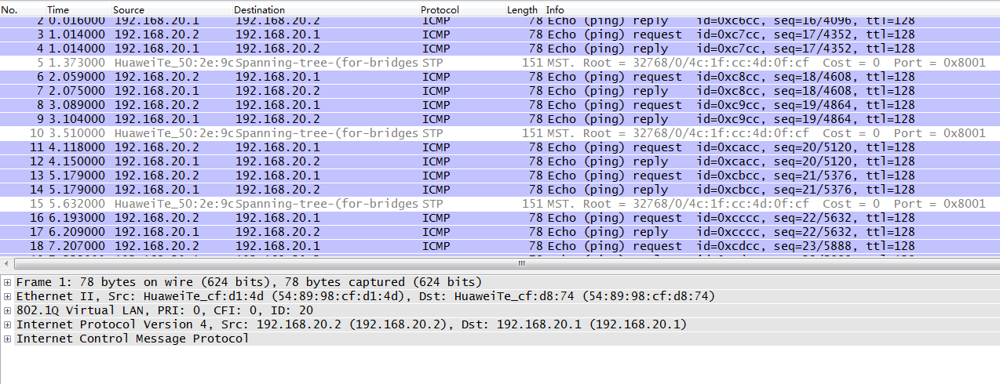 No. Time Source Destination Protocol Length Info
2 0.016000 192.168.20.1 192.168.20.2 ICMP 78 Echo (ping) reply id=0xc6cc, seq=16/4096, ttl=128
3 1.014000 192.168.20.2 192.168.20.1 ICMP 78 Echo (ping) request id=0xc7cc, seq=17/4352, ttl=128
4 1.014000 192.168.20.1 192.168.20.2 ICMP 78 Echo (ping) reply id=0xc7cc, seq=17/4352, ttl=128
5 1.373000 HuaweiTe_50:2e:9c Spanning-tree-(for-bridges STP 151 MST. Root = 32768/0/4c:1f:cc:4d:0f:cf Cost = 0 Port = 0x8001
6 2.059000 192.168.20.2 192.168.20.1 ICMP 78 Echo (ping) request id=0xc8cc, seq=18/4608, ttl=128
7 2.075000 192.168.20.1 192.168.20.2 ICMP 78 Echo (ping) reply id=0xc8cc, seq=18/4608, ttl=128
8 3.089000 192.168.20.2 192.168.20.1 ICMP 78 Echo (ping) request id=0xc9cc, seq=19/4864, ttl=128
9 3.104000 192.168.20.1 192.168.20.2 ICMP 78 Echo (ping) reply id=0xc9cc, seq=19/4864, ttl=128
10 3.510000 HuaweiTe_50:2e:9c Spanning-tree-(for-bridges STP 151 MST. Root = 32768/0/4c:1f:cc:4d:0f:cf Cost = 0 Port = 0x8001
11 4.118000 192.168.20.2 192.168.20.1 ICMP 78 Echo (ping) request id=0xcacc, seq=20/5120, ttl=128
12 4.150000 192.168.20.1 192.168.20.2 ICMP 78 Echo (ping) reply id=0xcacc, seq=20/5120, ttl=128
13 5.179000 192.168.20.2 192.168.20.1 ICMP 78 Echo (ping) request id=0xcbcc, seq=21/5376, ttl=128
14 5.179000 192.168.20.1 192.168.20.2 ICMP 78 Echo (ping) reply id=0xcbcc, seq=21/5376, ttl=128
15 5.632000 HuaweiTe_50:2e:9c Spanning-tree-(for-bridges STP 151 MST. Root = 32768/0/4c:1f:cc:4d:0f:cf Cost = 0 Port = 0x8001
16 6.193000 192.168.20.2 192.168.20.1 ICMP 78 Echo (ping) request id=0xcccc, seq=22/5632, ttl=128
17 6.209000 192.168.20.1 192.168.20.2 ICMP 78 Echo (ping) reply id=0xcccc, seq=22/5632, ttl=128
18 7.207000 192.168.20.2 192.168.20.1 ICMP 78 Echo (ping) request id=0xcdcc, seq=23/5888, ttl=128
Frame 1: 78 bytes on wire (624 bits), 78 bytes captured (624 bits)
Ethernet II, Src: HuaweiTe_cf:d1:4d (54:89:98:cf:d1:4d), Dst: HuaweiTe_cf:d8:74 (54:89:98:cf:d8:74)
802.1Q Virtual LAN, PRI: 0, CFI: 0, ID: 20
Internet Protocol Version 4, Src: 192.168.20.2 (192.168.20.2), Dst: 192.168.20.1 (192.168.20.1)
Internet Control Message Protocol